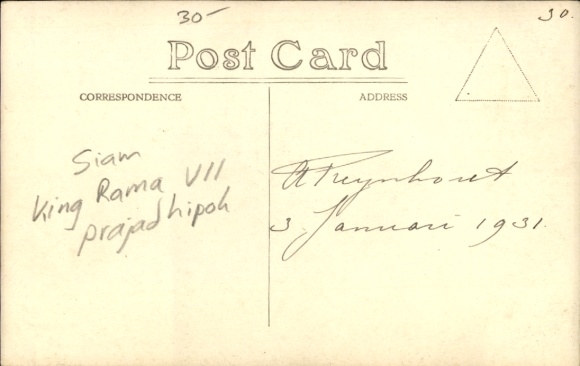 30-
30.
Post Card
CORRESPONDENCE
ADDRESS
Siam
King Rama VII
prajadhipok
3 Januari 1931.